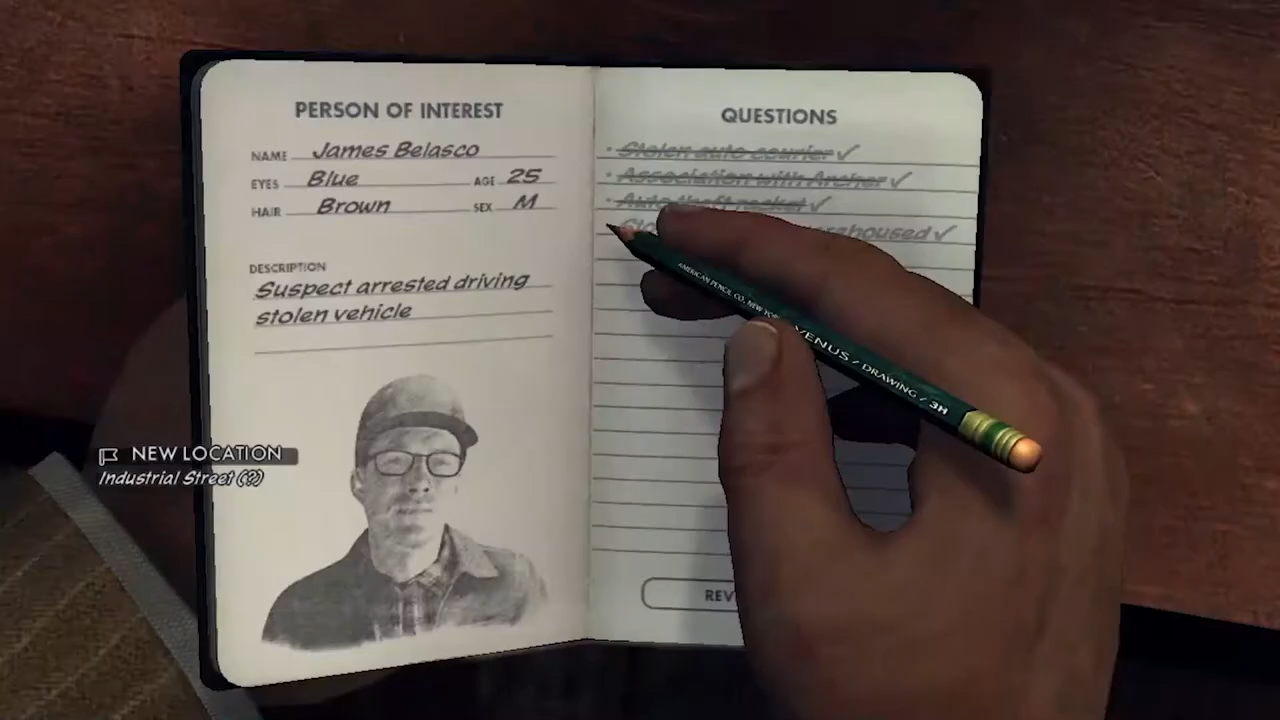 PERSON OF INTEREST
NAME James Belasco
EYES Blue AGE 25
HAIR Brown SEX M
DESCRIPTION
Suspect arrested driving
stolen vehicle
NEW LOCATION
Industrial Street (?)
QUESTIONS
• Stolen auto courier ✓
• Association with Archer ✓
• Auto theft racket ✓
AMERICAN PENCIL CO. NEW YORK VENUS / DRAWING / 3H